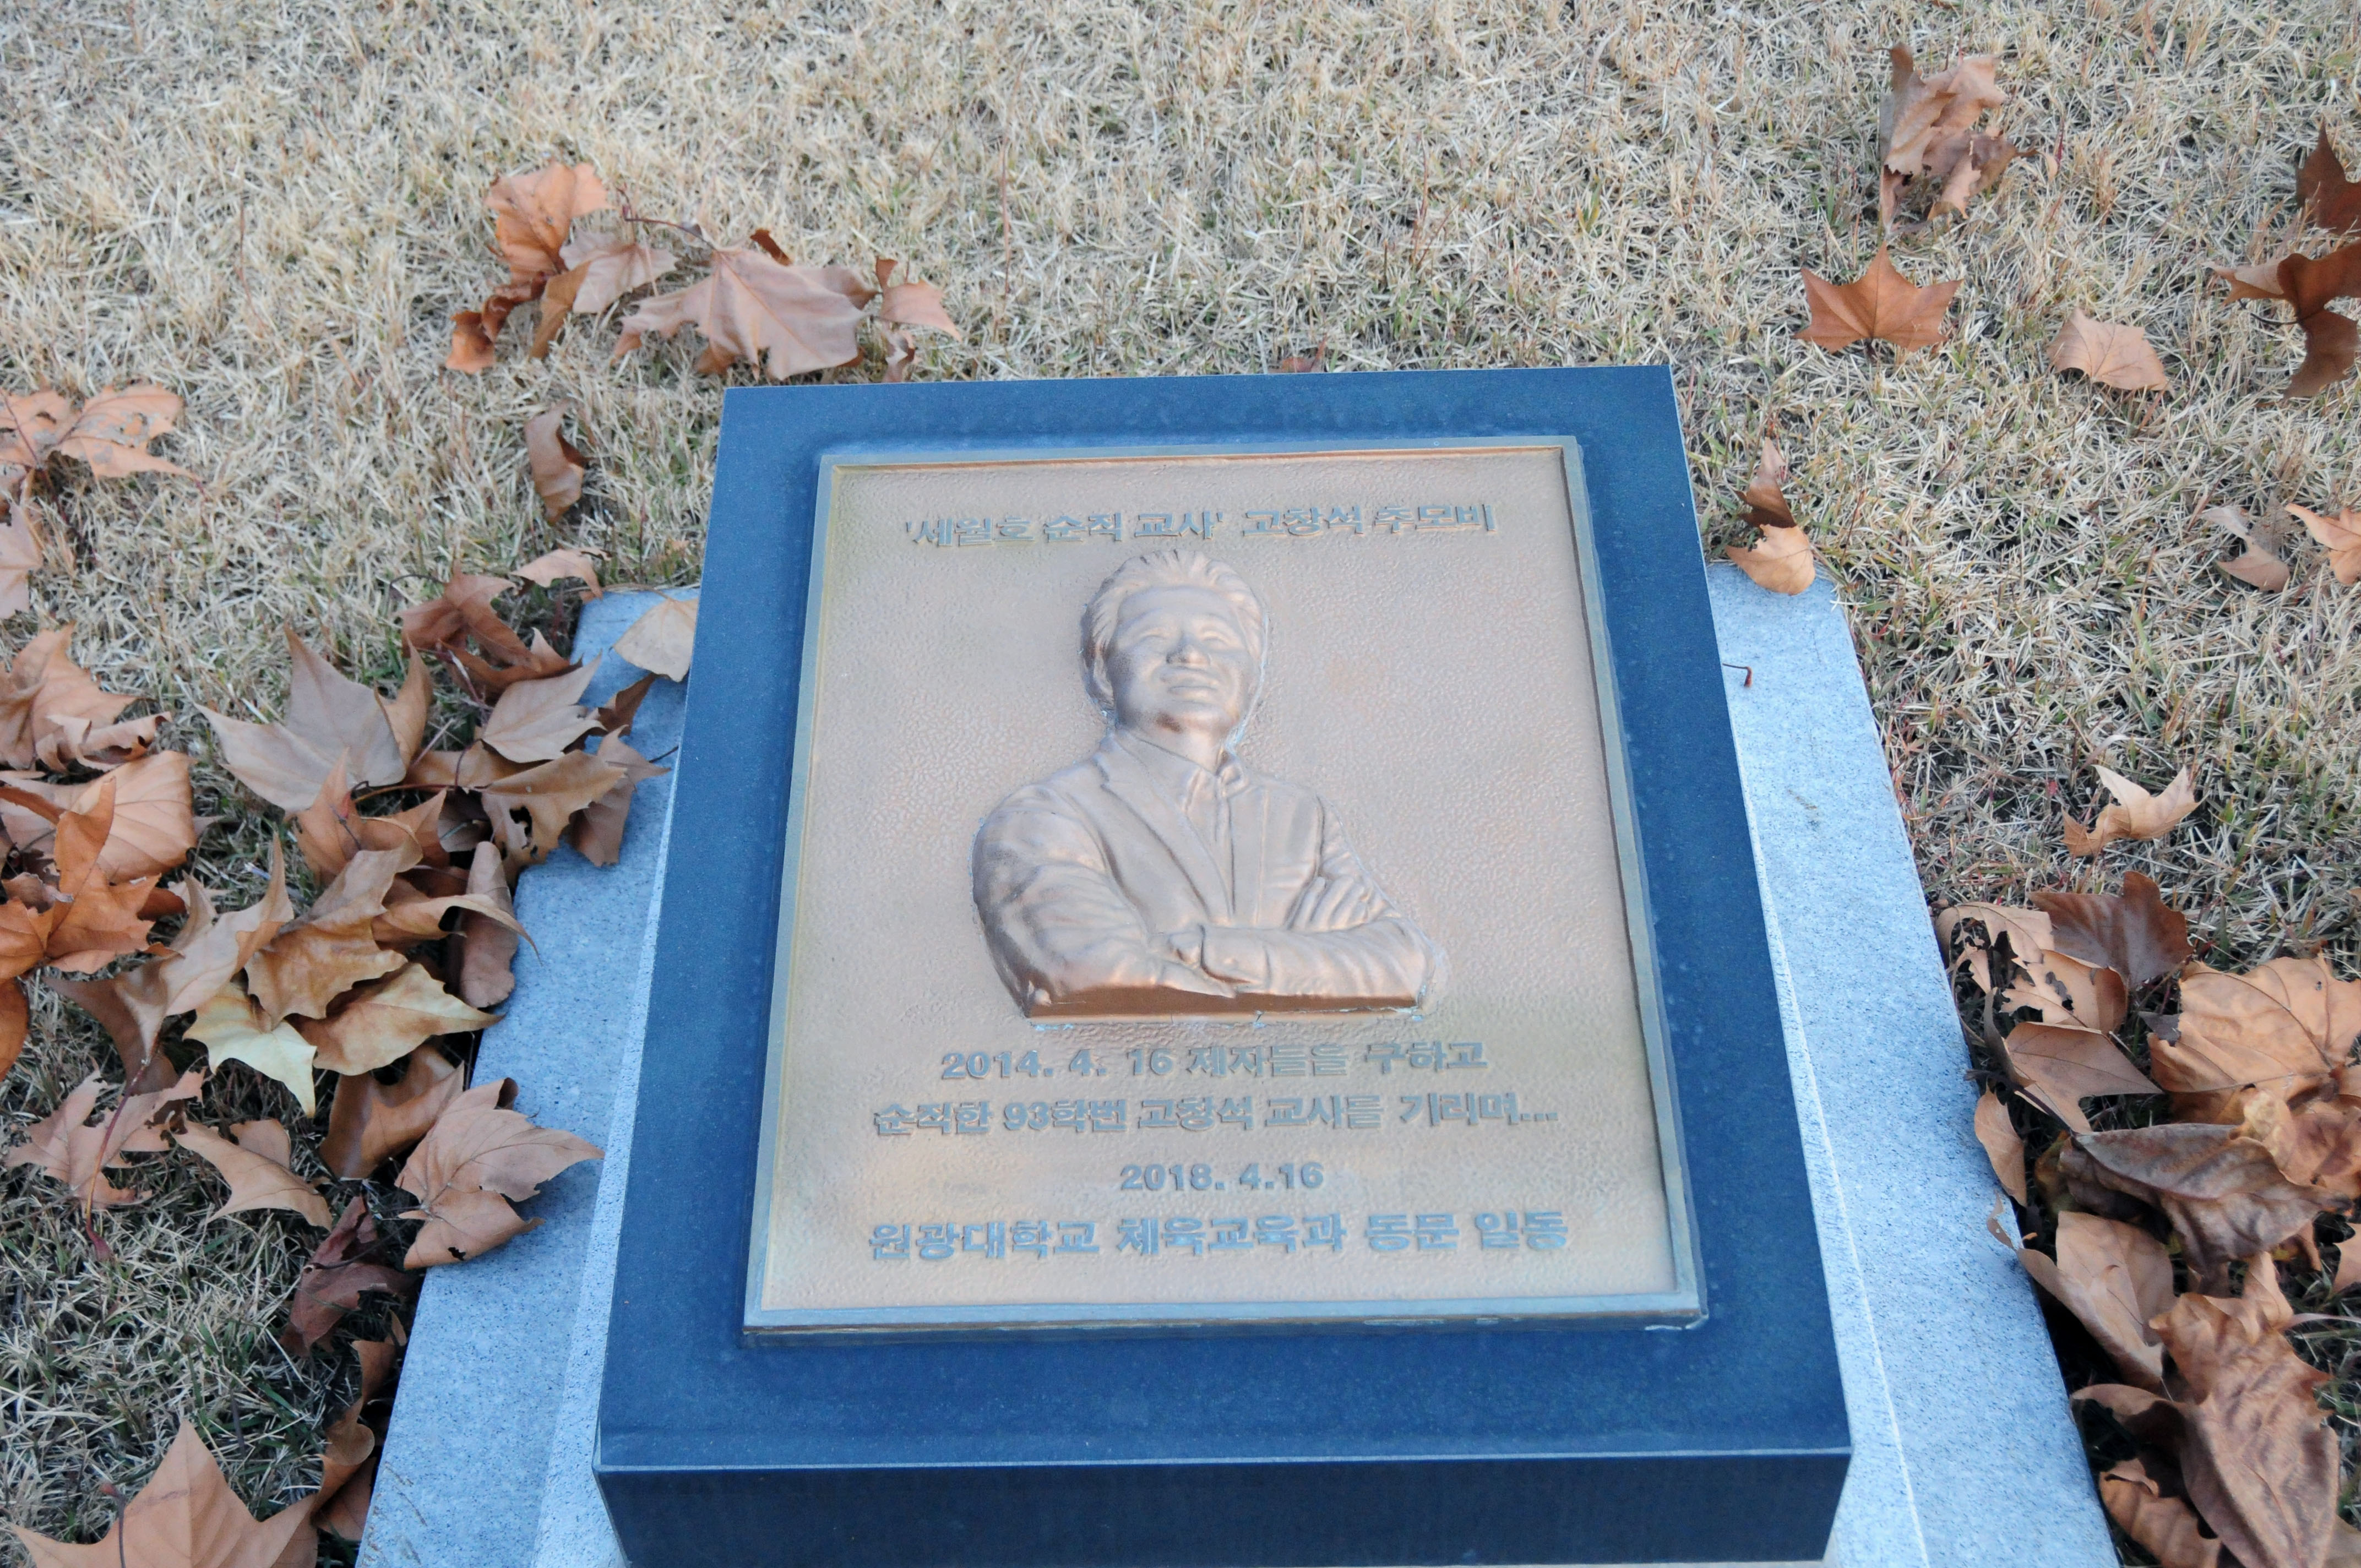 '세월호 순직 교사' 고창석 추모비
2014. 4. 16 제자들을 구하고
순직한 93학번 고창석 교사를 기리며...
2018. 4.16
원광대학교 체육교육과 동문 일동